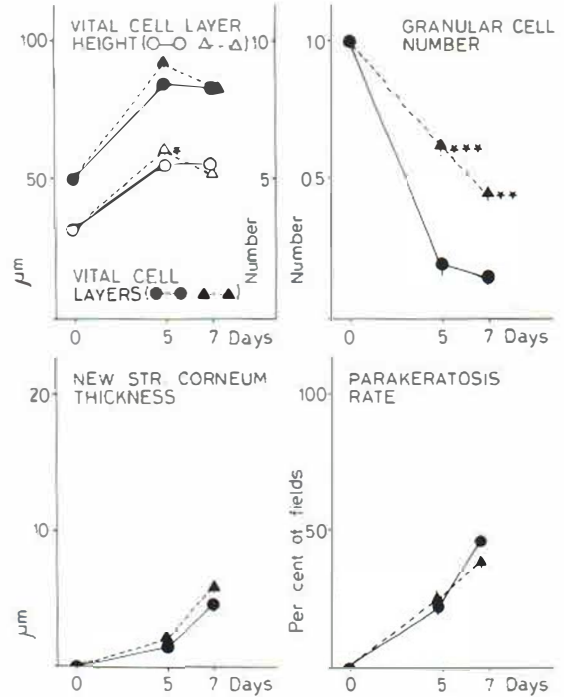 VITAL CELL LAYER
HEIGHT (○—○ △--△)
100
50
μm
10
5
Number
VITAL CELL
LAYERS (●—● ▲--▲)
0 5 7 Days
GRANULAR CELL
NUMBER
10
05
Number
★★★
★★
★
0 5 7 Days
NEW STR. CORNEUM
THICKNESS
20
10
μm
0 5 7 Days
PARAKERATOSIS
RATE
100
50
Per cent of fields
0 5 7 Days